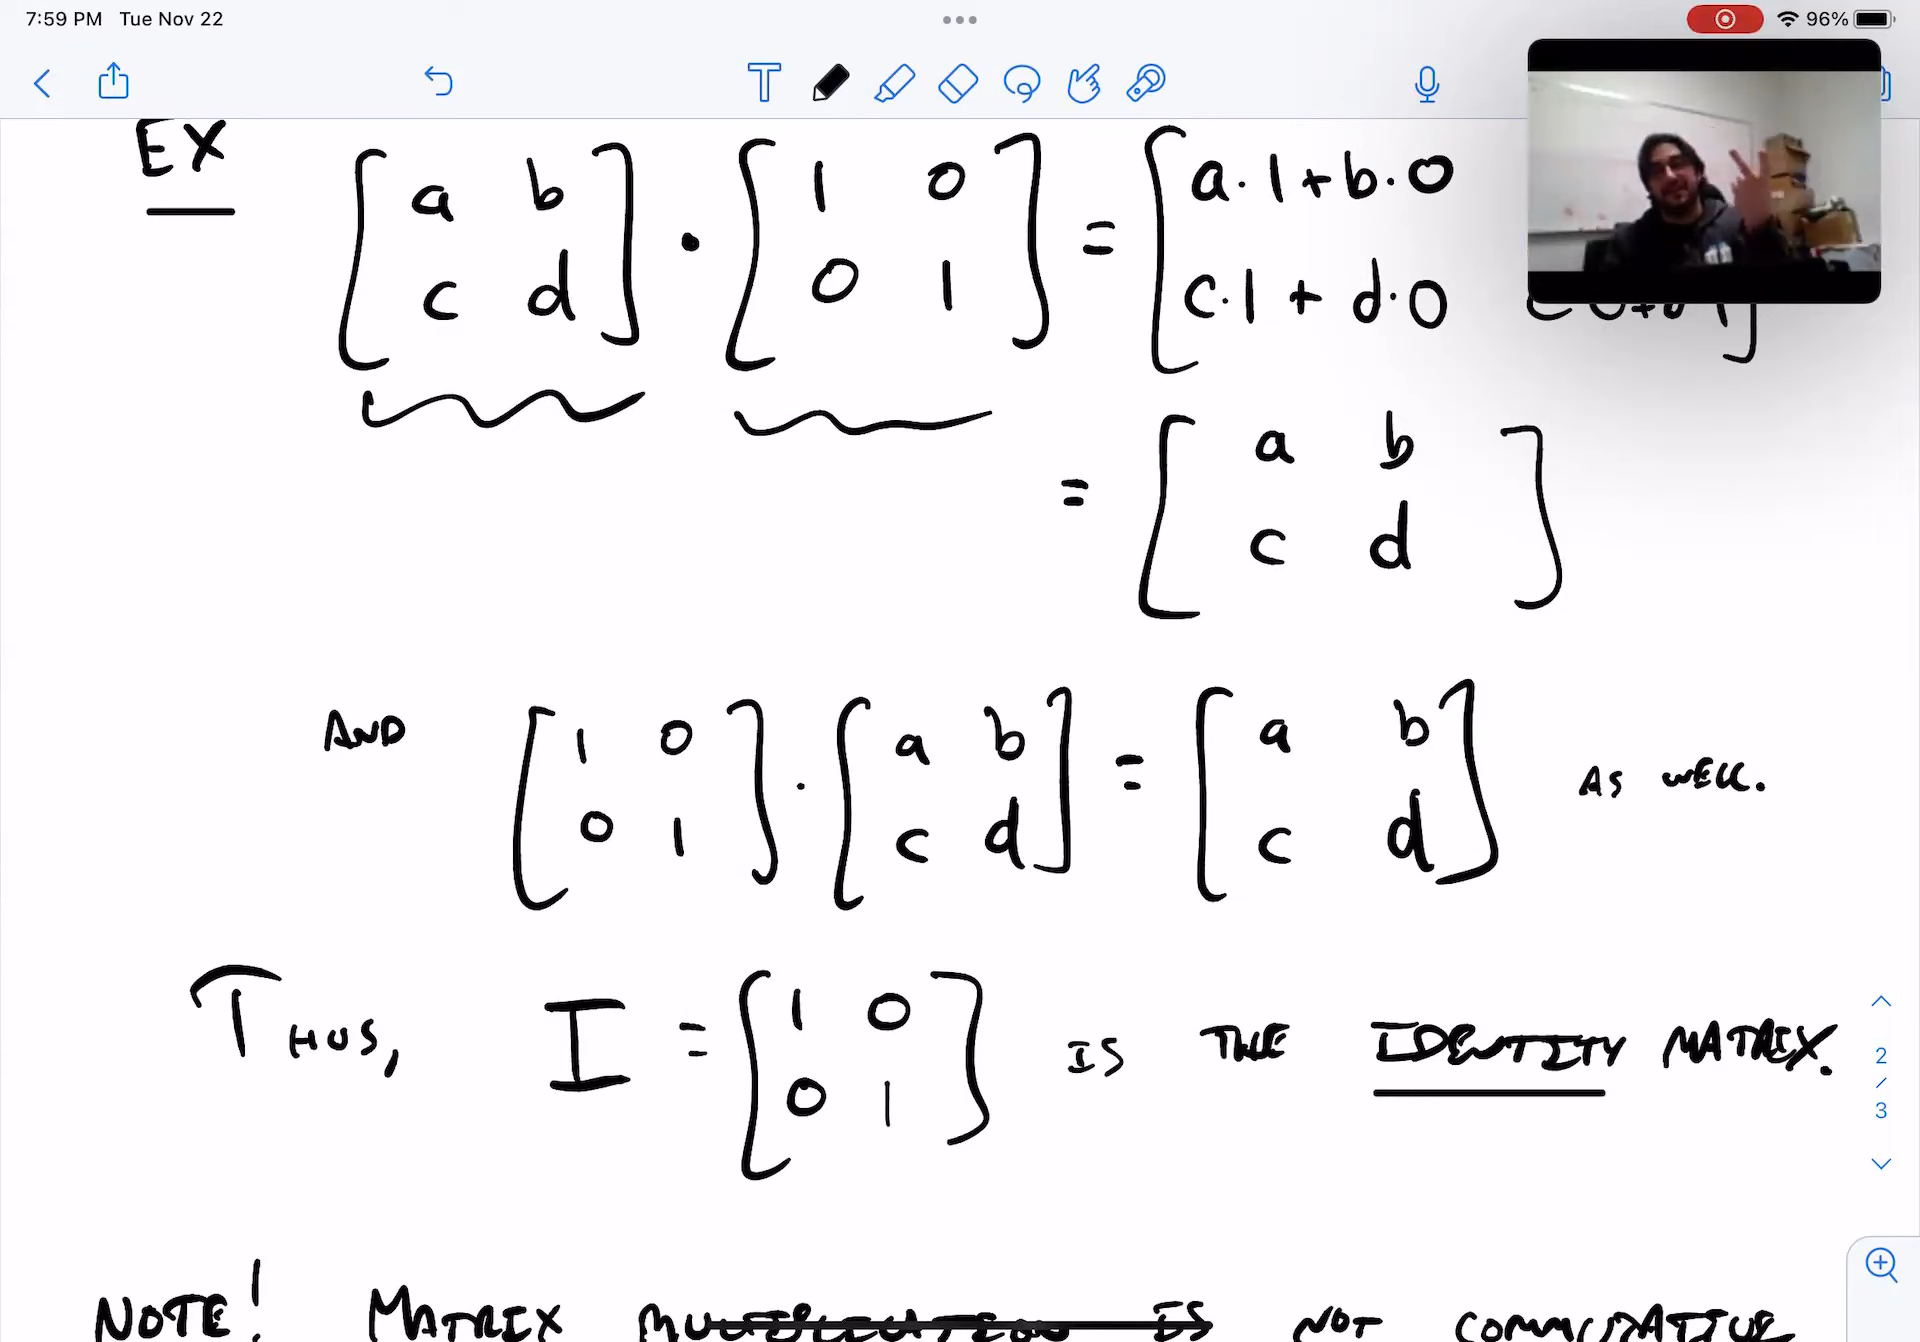 7:59 PM Tue Nov 22
96%
EX
[a b] · [1 0] = [a·1+b·0
[c d] [0 1] [c·1+d·0
= [a b]
[c d]
AND [1 0] · [a b] = [a b] AS WELL.
[0 1] [c d] [c d]
THUS, I = [1 0] IS THE IDENTITY MATRIX.
[0 1]
2
/
3
NOTE! MATRIX MULTIPLICATION IS NOT COMMUTATIVE